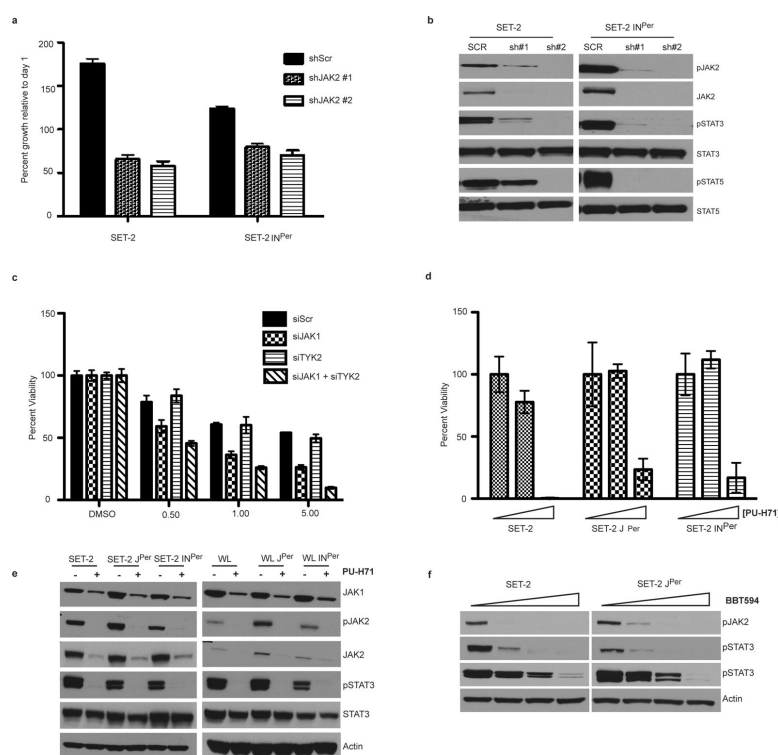 a
Percent growth relative to day 1
200
150
100
50
0
shScr
shJAK2 #1
shJAK2 #2
SET-2
SET-2 INPer
b
SET-2
SET-2 INPer
SCR sh#1 sh#2 SCR sh#1 sh#2
pJAK2
JAK2
pSTAT3
STAT3
pSTAT5
STAT5
c
Percent Viability
150
100
50
0
siScr
siJAK1
siTYK2
siJAK1 + siTYK2
DMSO 0.50 1.00 5.00
d
Percent Viability
150
100
50
0
[PU-H71]
SET-2 SET-2 J Per SET-2 INPer
e
SET-2 SET-2 JPer SET-2 INPer WL WL JPer WL INPer
- + - + - + - + - + - + PU-H71
JAK1
pJAK2
JAK2
pSTAT3
STAT3
Actin
f
SET-2 SET-2 JPer
BBT594
pJAK2
pSTAT3
pSTAT3
Actin